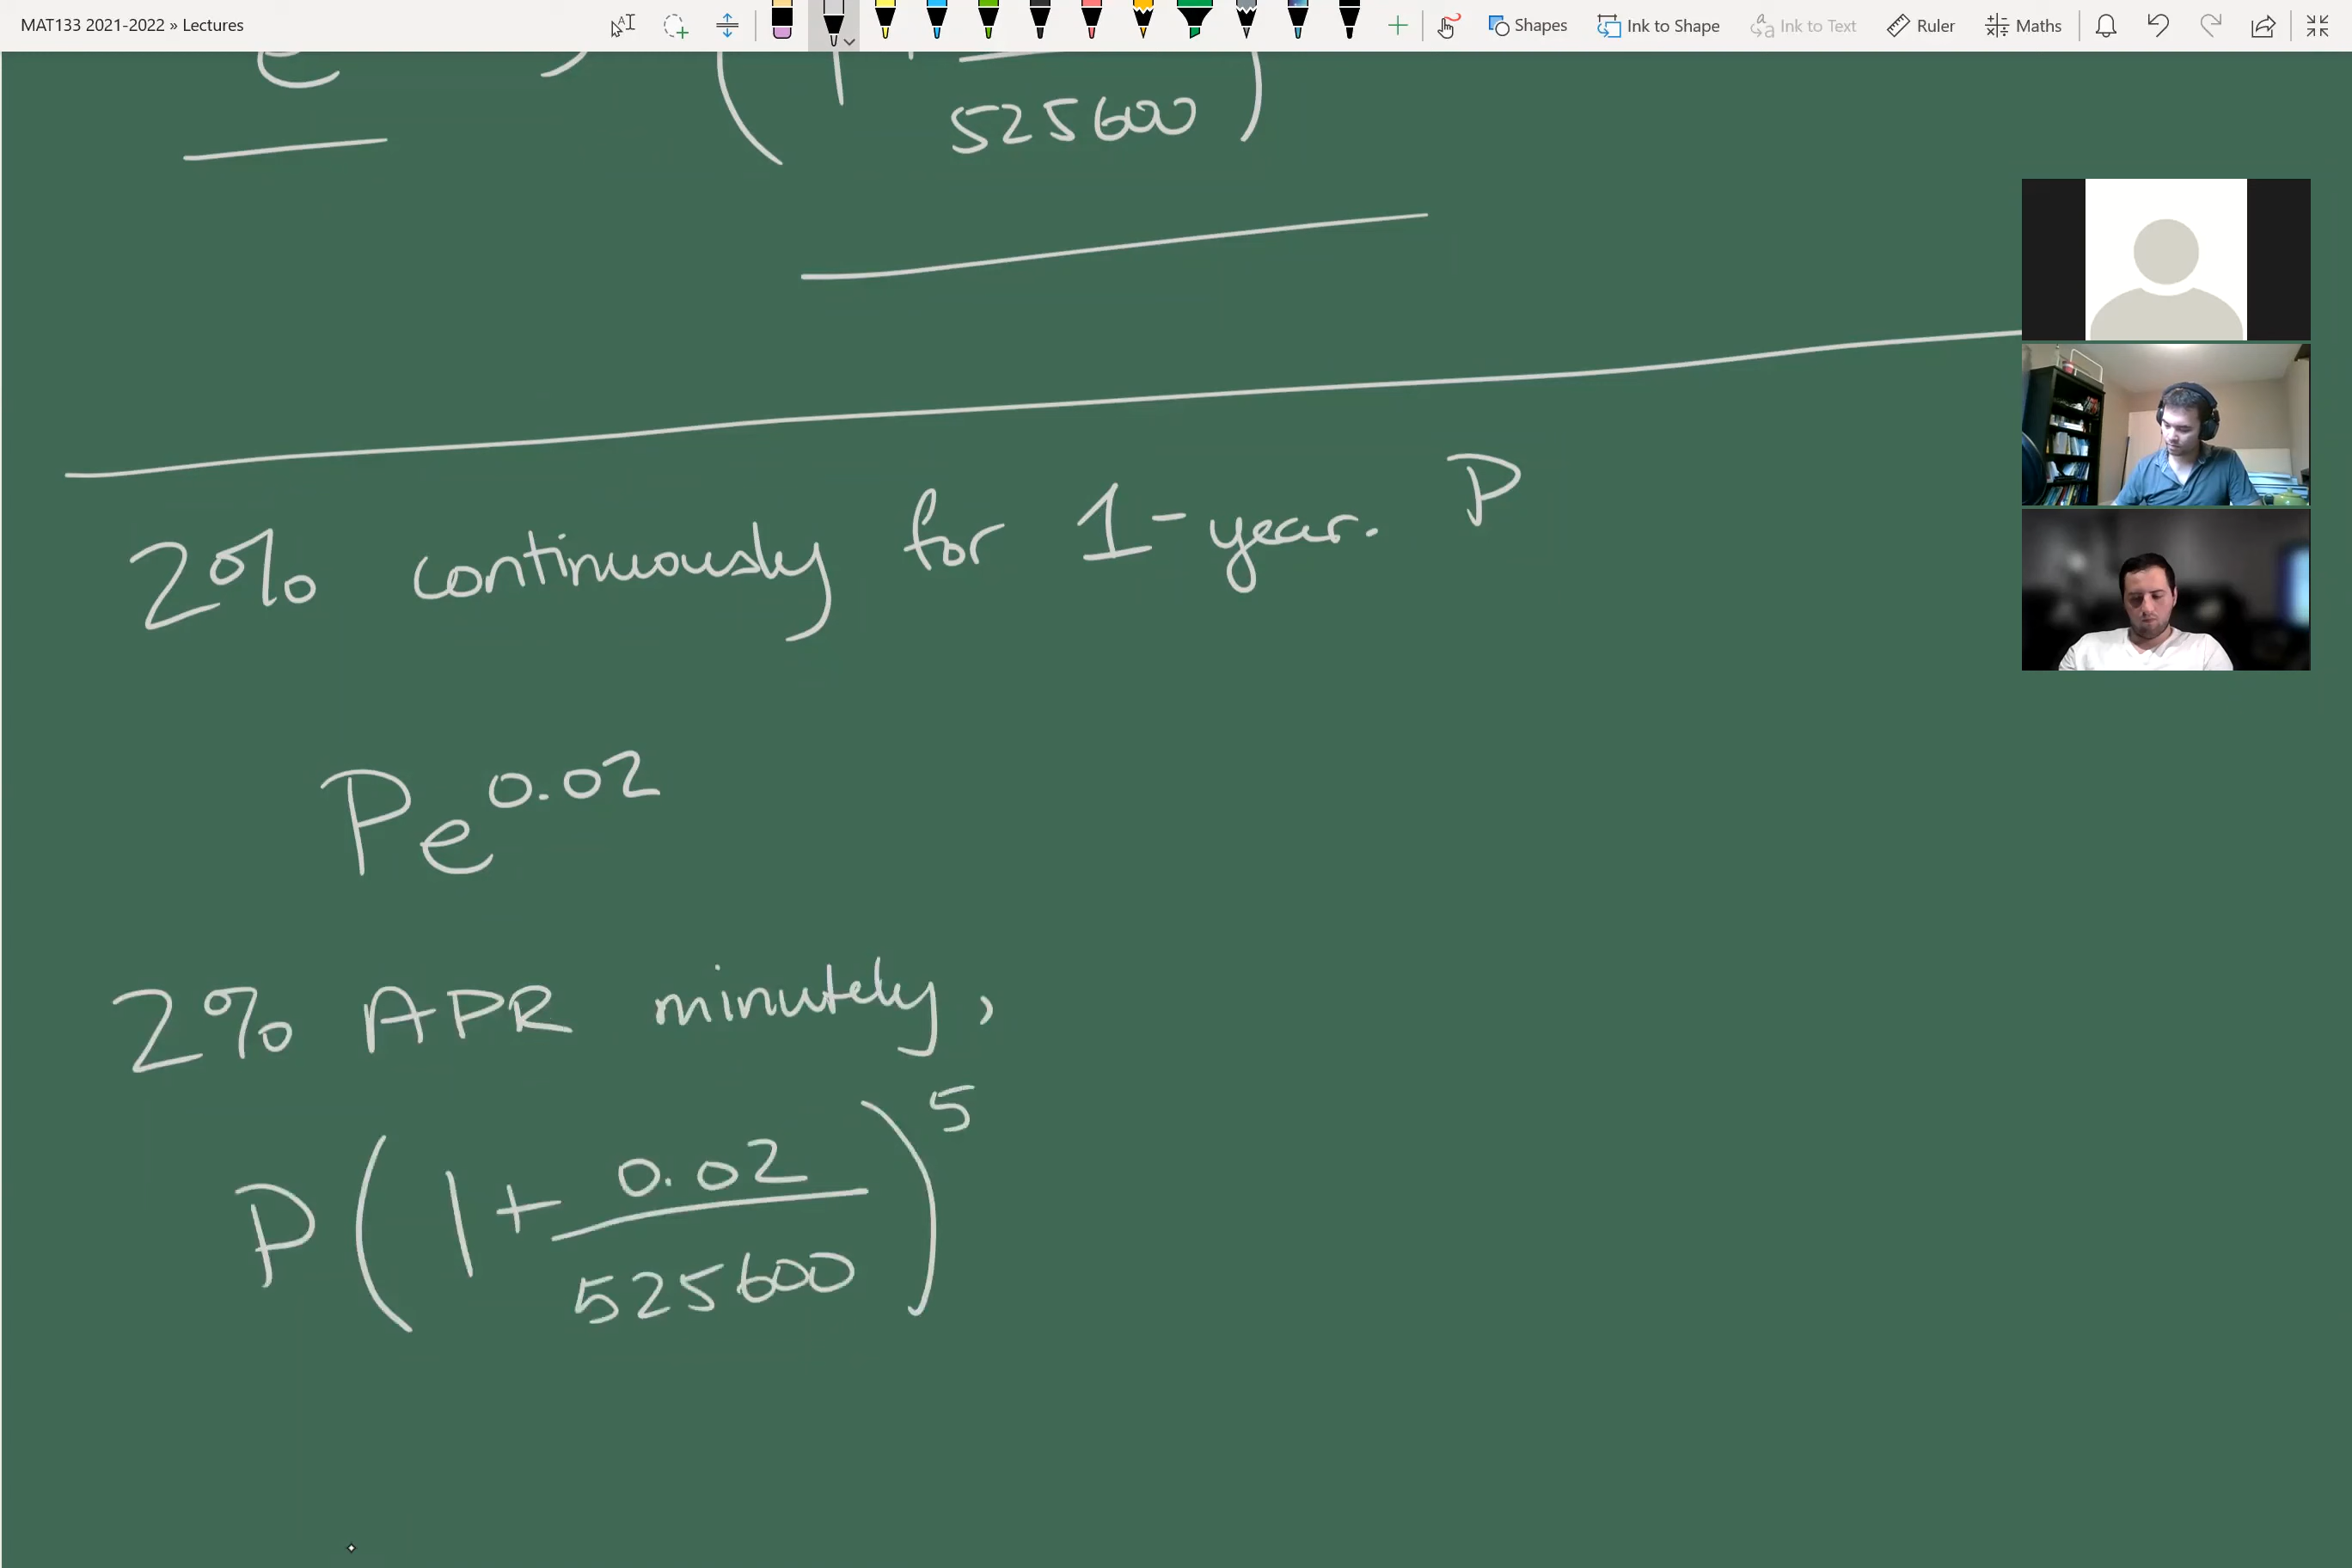 MAT133 2021-2022 » Lectures
Shapes Ink to Shape Ink to Text Ruler Maths
e
525600
2% continuously for 1-year. P
Pe^0.02
2% APR minutely,
P(1+0.02/525600)^5